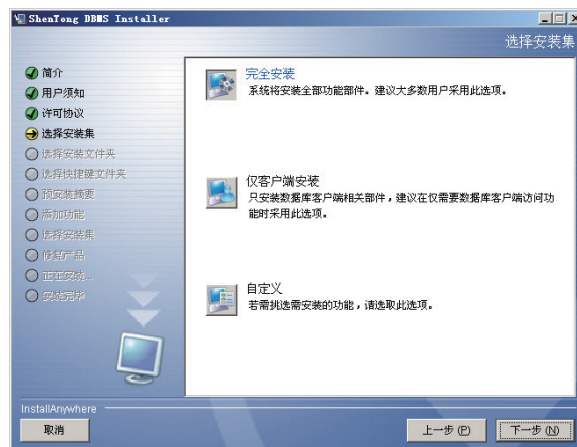 ShenTong DBMS Installer
选择安装集
简介
用户须知
许可协议
选择安装集
选择安装文件夹
选择快捷键文件夹
预安装摘要
添加功能
选择安装集
修复产品
正在安装...
安装完毕
完全安装
系统将安装全部功能部件。建议大多数用户采用此选项。
仅客户端安装
只安装数据库客户端相关部件，建议在仅需要数据库客户端访问功
能时采用此选项。
自定义
若需挑选需安装的功能，请选取此选项。
InstallAnywhere
取消
上一步 (P)
下一步 (N)